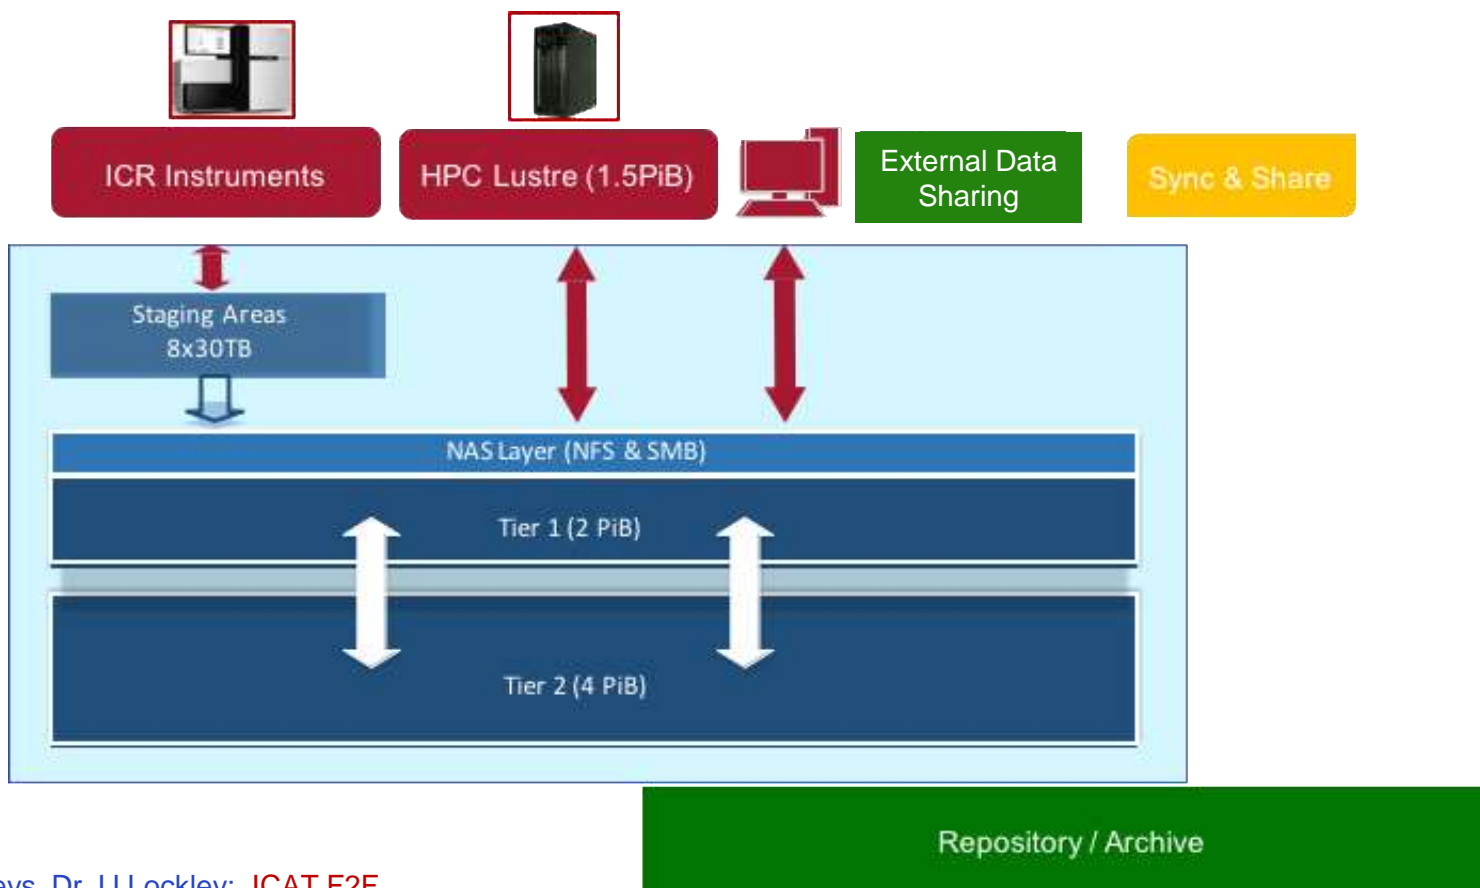 ICR Instruments
HPC Lustre (1.5PiB)
External Data
Sharing
Sync & Share
Staging Areas
8x30TB
NAS Layer (NFS & SMB)
Tier 1 (2 PiB)
Tier 2 (4 PiB)
Repository / Archive
Dr. Lockley; ICAT F2F